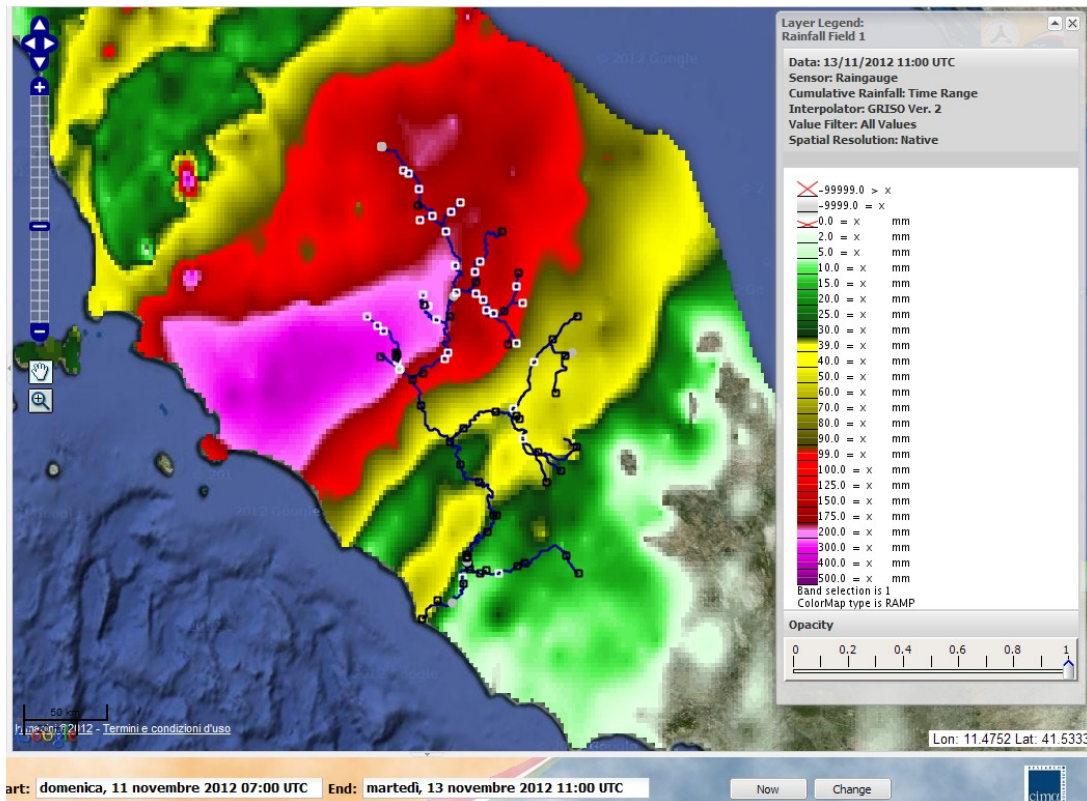 Layer Legend:
Rainfall Field 1
© 2012 Google
Data: 13/11/2012 11:00 UTC
Sensor: Raingauge
Cumulative Rainfall: Time Range
Interpolator: GRISO Ver. 2
Value Filter: All Values
Spatial Resolution: Native
-99999.0 > x
-9999.0 = x
0.0 = x mm
2.0 = x mm
5.0 = x mm
10.0 = x mm
15.0 = x mm
20.0 = x mm
25.0 = x mm
30.0 = x mm
39.0 = x mm
40.0 = x mm
50.0 = x mm
60.0 = x mm
70.0 = x mm
80.0 = x mm
90.0 = x mm
99.0 = x mm
100.0 = x mm
125.0 = x mm
150.0 = x mm
175.0 = x mm
200.0 = x mm
300.0 = x mm
400.0 = x mm
500.0 = x mm
Band selection is 1
ColorMap type is RAMP
Opacity
0 0.2 0.4 0.6 0.8 1
50 km
©2012 - Termini e condizioni d'uso
Google
Lon: 11.4752 Lat: 41.5333
art: domenica, 11 novembre 2012 07:00 UTC End: martedì, 13 novembre 2012 11:00 UTC Now Change
cima